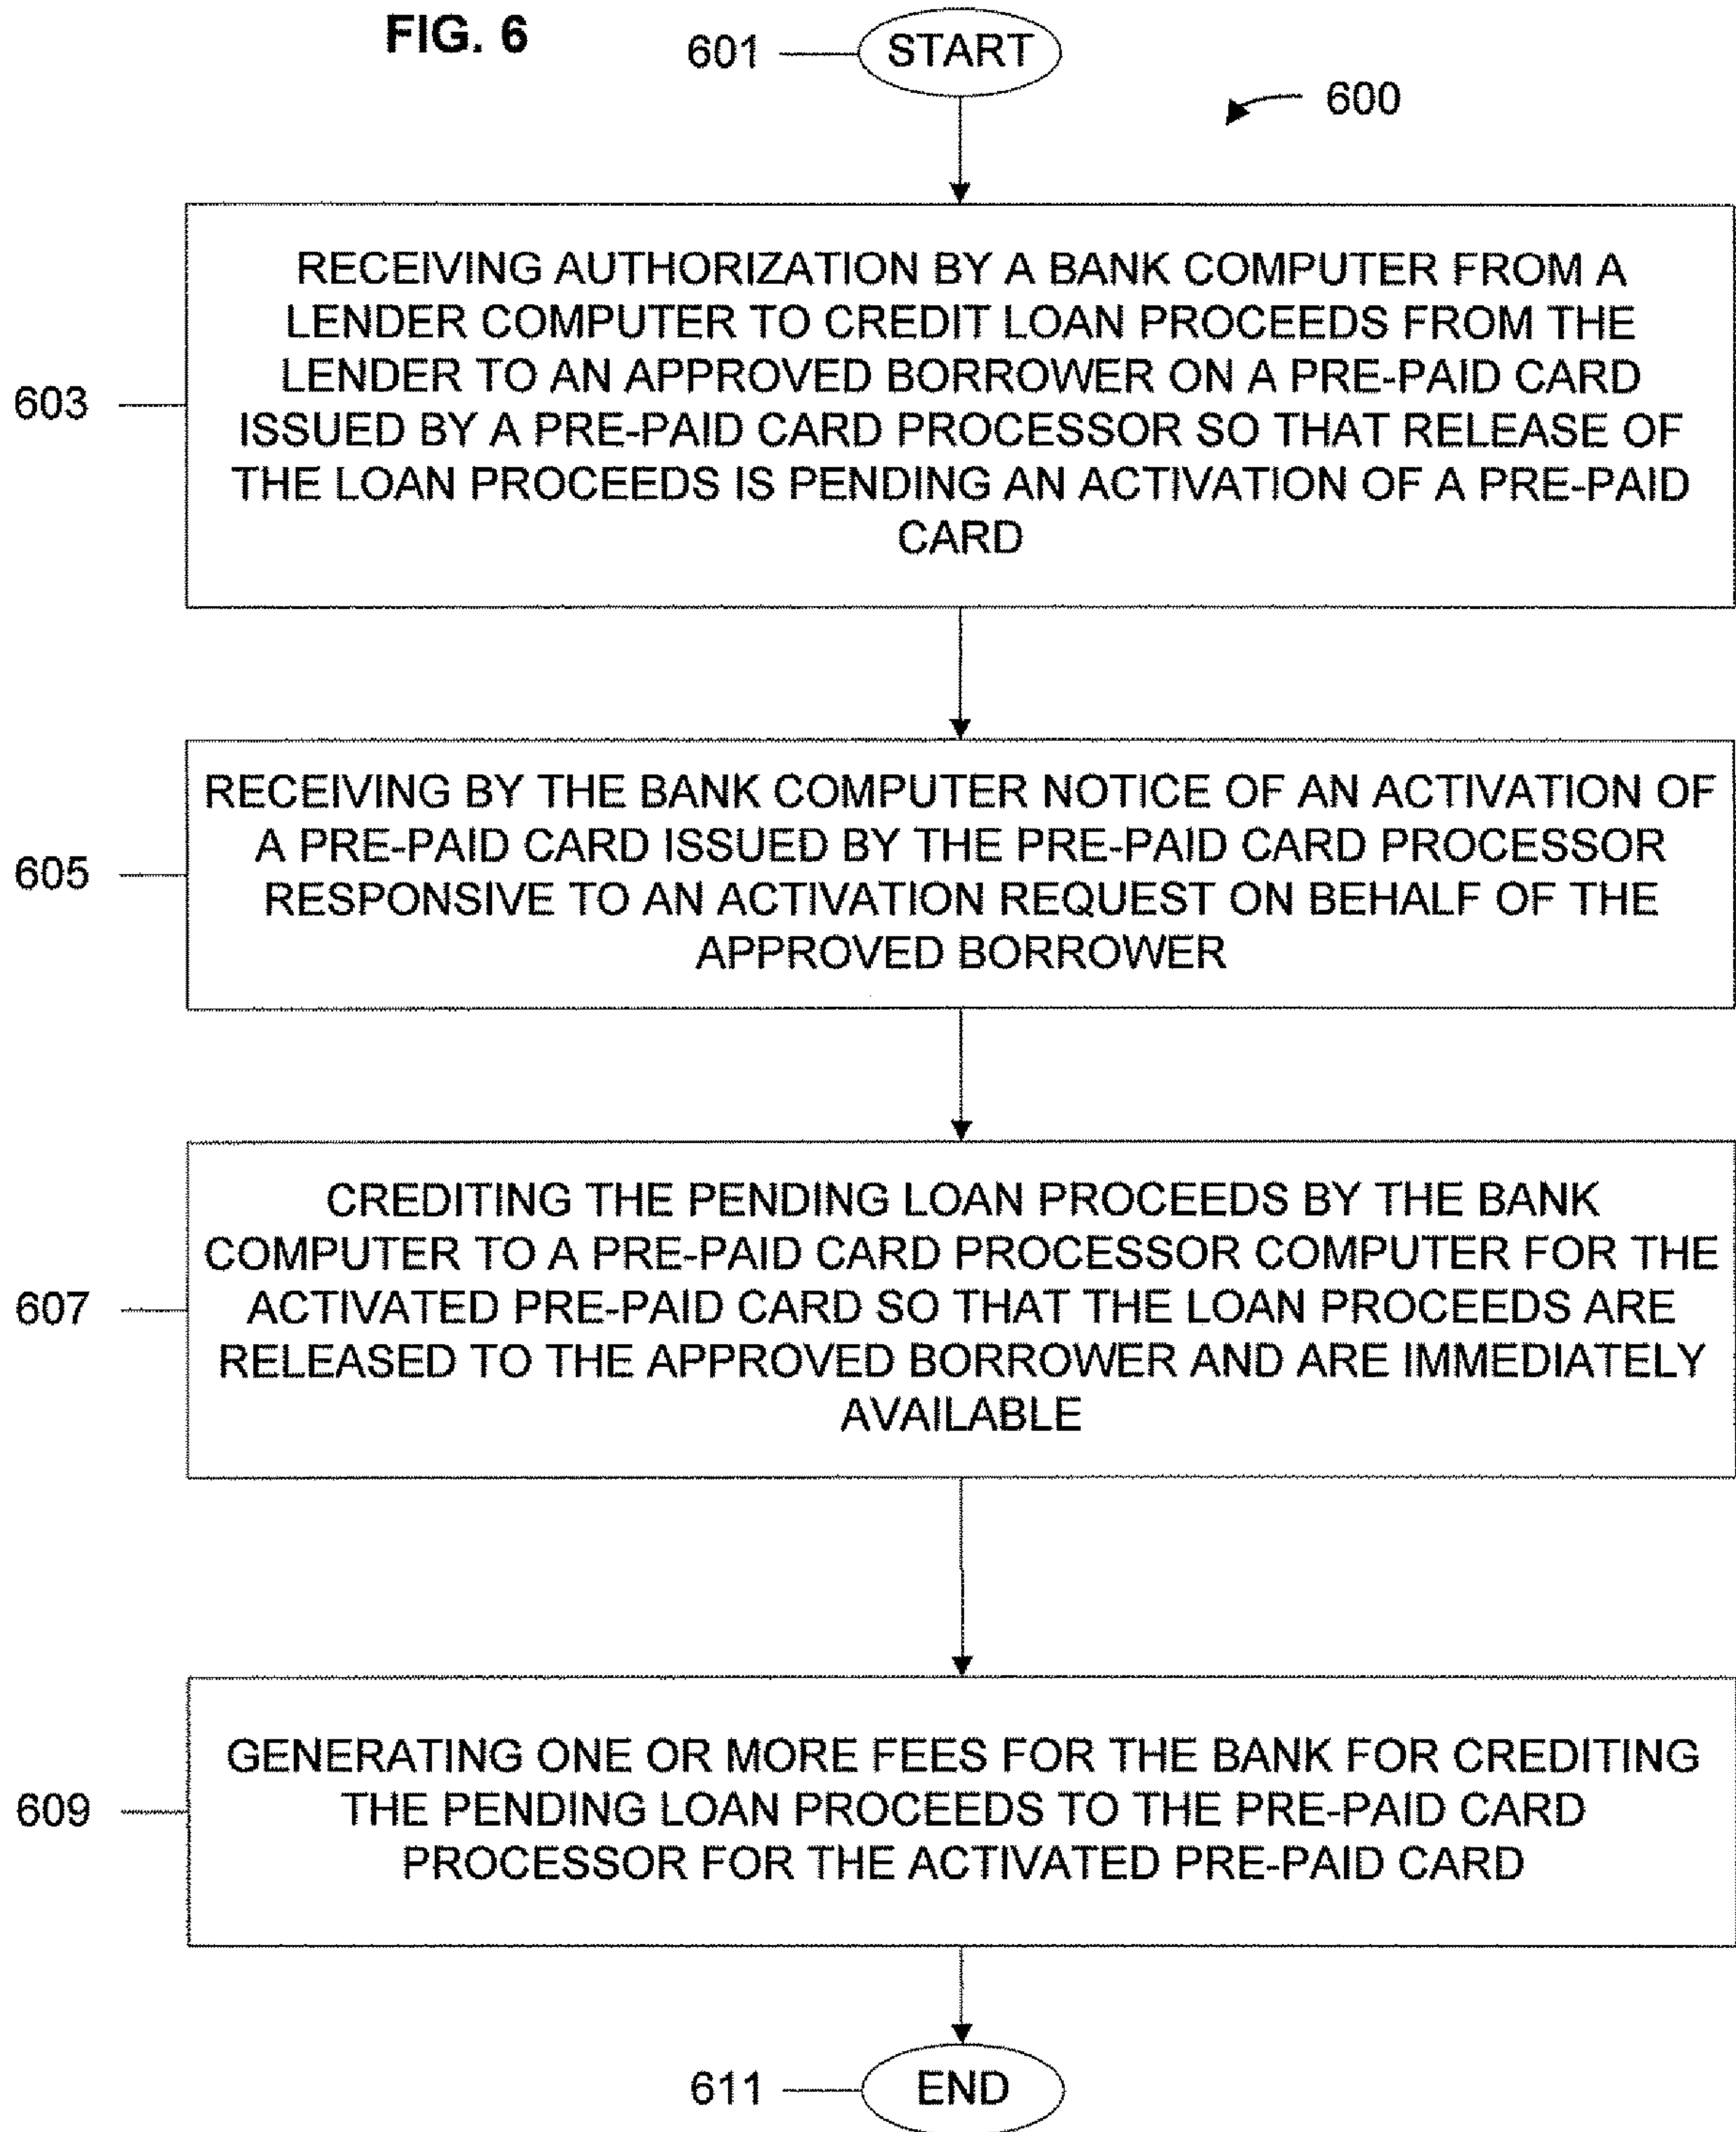 FIG. 6
601
START
600
RECEIVING AUTHORIZATION BY A BANK COMPUTER FROM A
LENDER COMPUTER TO CREDIT LOAN PROCEEDS FROM THE
LENDER TO AN APPROVED BORROWER ON A PRE-PAID CARD
ISSUED BY A PRE-PAID CARD PROCESSOR SO THAT RELEASE OF
THE LOAN PROCEEDS IS PENDING AN ACTIVATION OF A PRE-PAID
CARD
603
RECEIVING BY THE BANK COMPUTER NOTICE OF AN ACTIVATION OF
A PRE-PAID CARD ISSUED BY THE PRE-PAID CARD PROCESSOR
RESPONSIVE TO AN ACTIVATION REQUEST ON BEHALF OF THE
APPROVED BORROWER
605
CREDITING THE PENDING LOAN PROCEEDS BY THE BANK
COMPUTER TO A PRE-PAID CARD PROCESSOR COMPUTER FOR THE
ACTIVATED PRE-PAID CARD SO THAT THE LOAN PROCEEDS ARE
RELEASED TO THE APPROVED BORROWER AND ARE IMMEDIATELY
AVAILABLE
607
GENERATING ONE OR MORE FEES FOR THE BANK FOR CREDITING
THE PENDING LOAN PROCEEDS TO THE PRE-PAID CARD
PROCESSOR FOR THE ACTIVATED PRE-PAID CARD
609
611
END